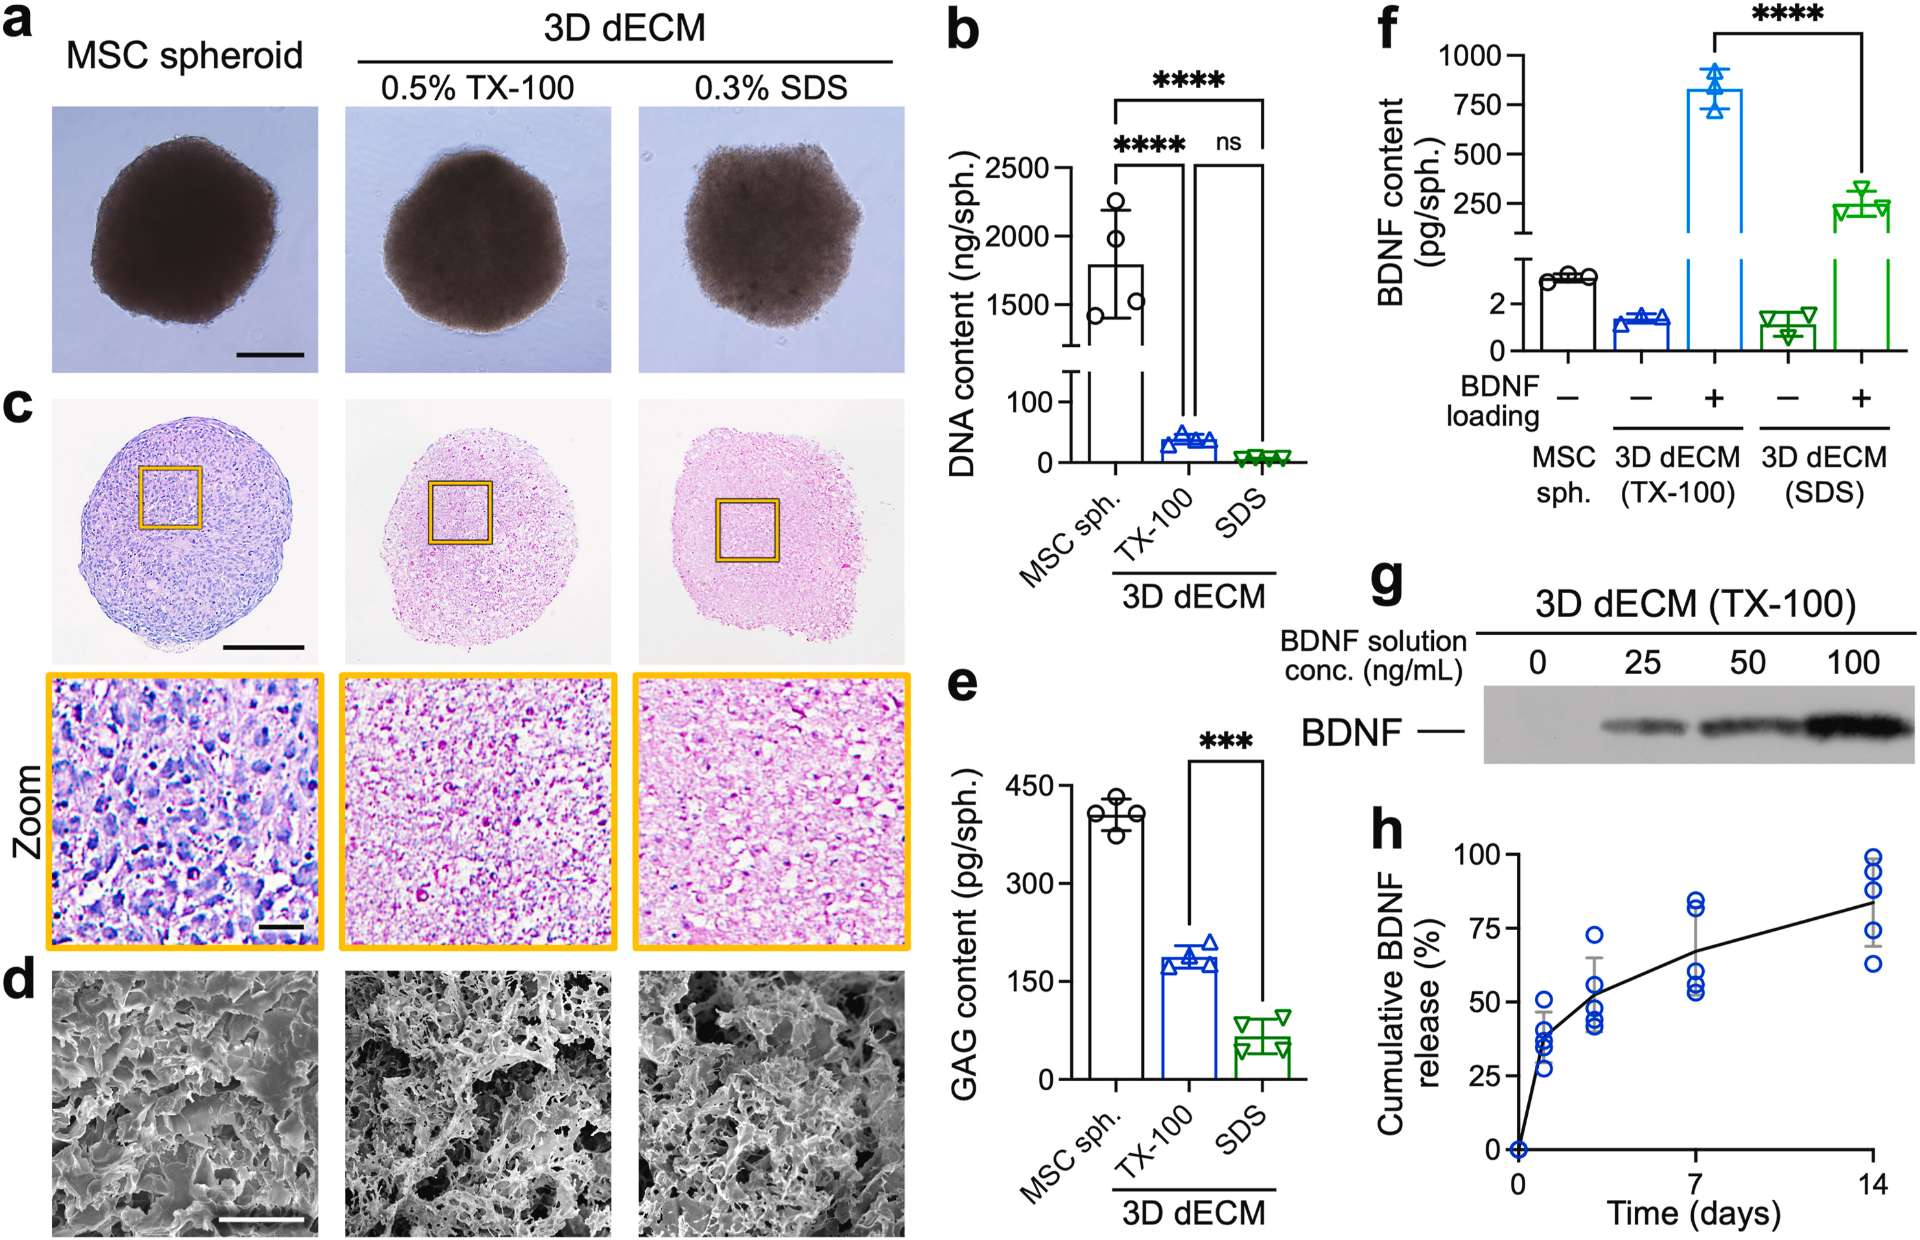 a
MSC spheroid
3D dECM
0.5% TX-100
0.3% SDS
b
****
****
ns
DNA content (ng/sph.)
2500
2000
1500
100
0
MSC sph.
TX-100
SDS
3D dECM
c
Zoom
d
e
***
GAG content (pg/sph.)
450
300
150
0
MSC sph.
TX-100
SDS
3D dECM
f
****
BDNF content
(pg/sph.)
1000
750
500
250
2
0
BDNF
loading
− − + − +
MSC
sph.
3D dECM
(TX-100)
3D dECM
(SDS)
g
3D dECM (TX-100)
BDNF solution
conc. (ng/mL)
0 25 50 100
BDNF
h
Cumulative BDNF
release (%)
100
75
50
25
0
0 7 14
Time (days)